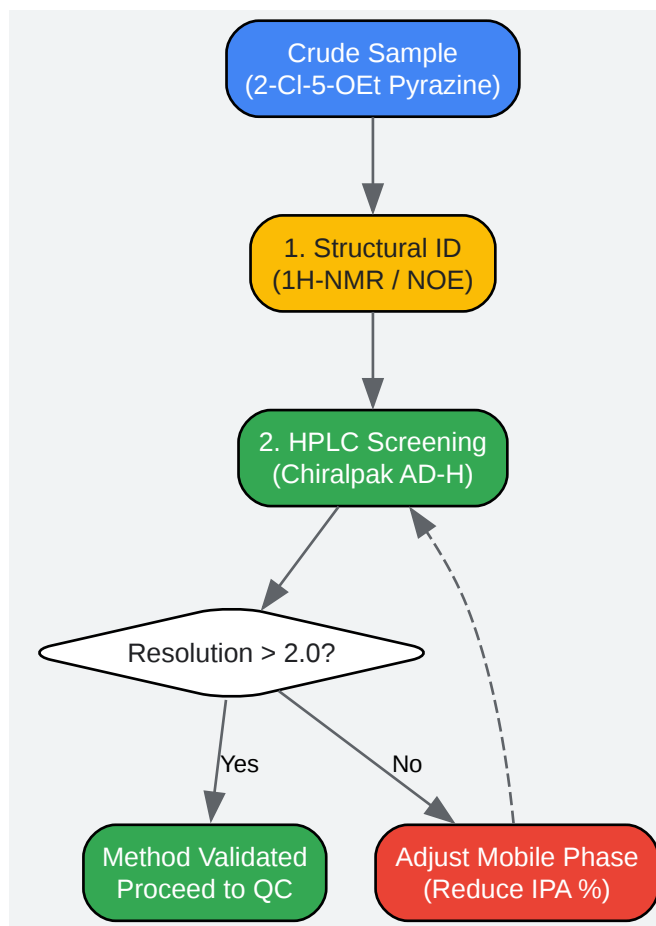 Crude Sample
(2-Cl-5-OEt Pyrazine)
1. Structural ID
(1H-NMR / NOE)
2. HPLC Screening
(Chiralpak AD-H)
Resolution > 2.0?
Yes
No
Method Validated
Proceed to QC
Adjust Mobile Phase
(Reduce IPA %)